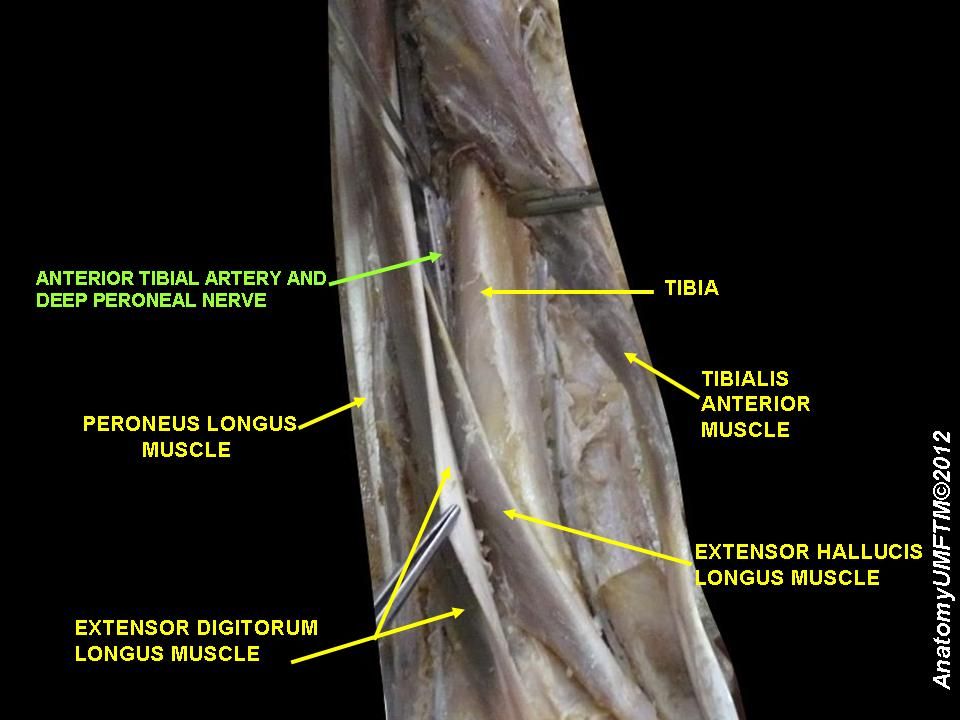 ANTERIOR TIBIAL ARTERY AND
DEEP PERONEAL NERVE
TIBIA
TIBIALIS
ANTERIOR
MUSCLE
PERONEUS LONGUS
MUSCLE
EXTENSOR HALLUCIS
LONGUS MUSCLE
EXTENSOR DIGITORUM
LONGUS MUSCLE
AnatomyUMFTM©2012